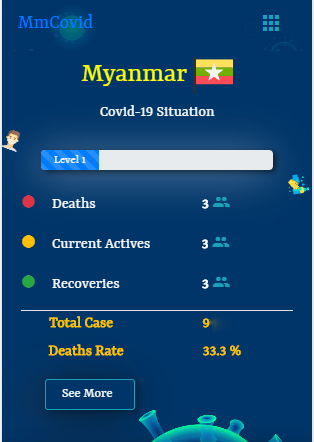 MmCovid
Myanmar
Covid-19 Situation
Level 1
Deaths 3
Current Actives 3
Recoveries 3
Total Case 9
Deaths Rate 33.3 %
See More